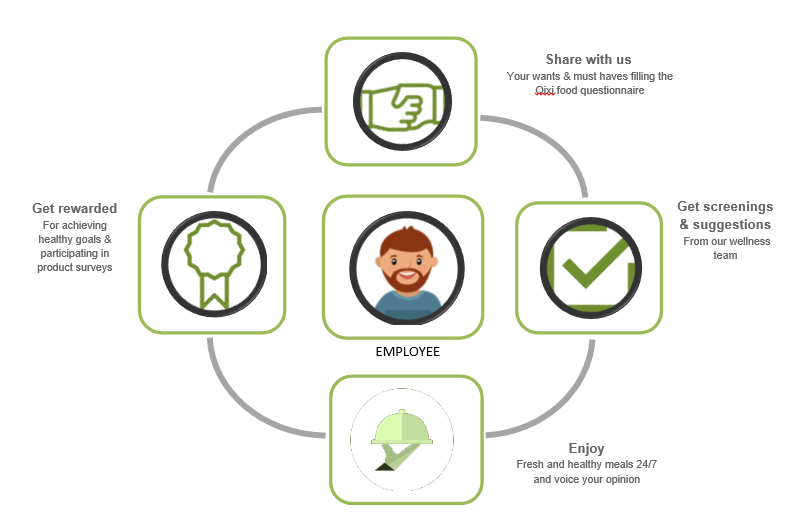 Share with us
Your wants & must haves filling the
Qixi food questionnaire
Get rewarded
For achieving
healthy goals &
participating in
product surveys
Get screenings
& suggestions
From our wellness
team
EMPLOYEE
Enjoy
Fresh and healthy meals 24/7
and voice your opinion